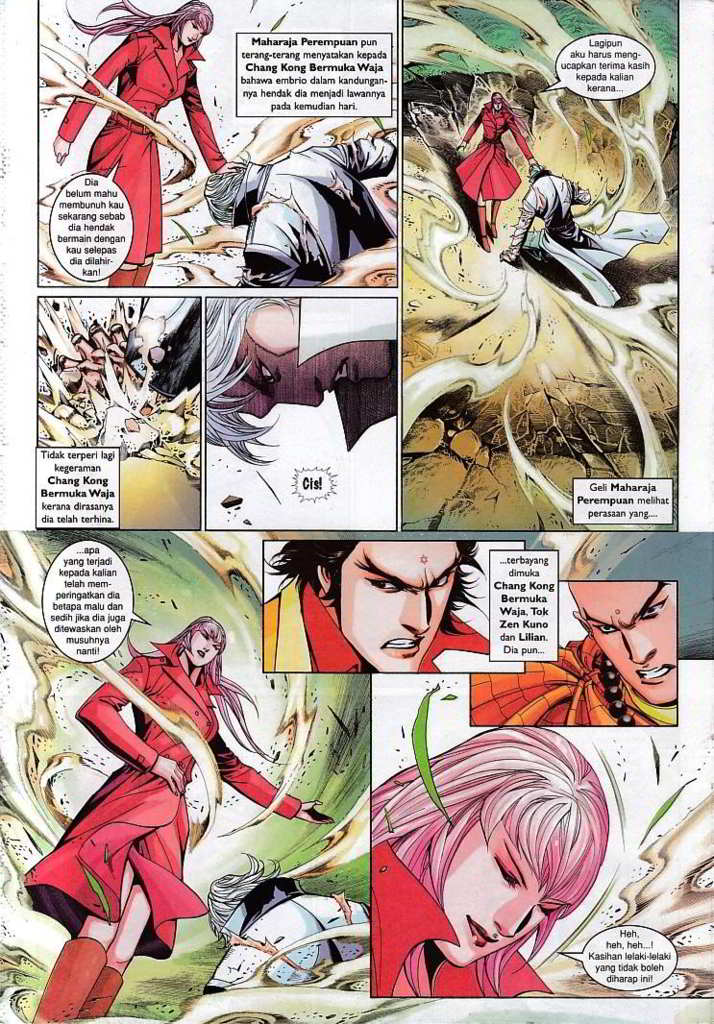 Maharaja Perempuan pun
terang-terang menyatakan kepada
Chang Kong Bermuka Waja
bahawa embrio dalam kandungan-
nya hendak dia menjadi lawannya
pada kemudian hari.
Dia
belum mahu
membunuh kau
sekarang sebab
dia hendak
bermain dengan
kau selepas
dia dilahir-
kan!
Lagipun
aku harus meng-
ucapkan terima kasih
kepada kalian
kerana...
Tidak terperi lagi
kegeraman
Chang Kong
Bermuka Waja
kerana dirasanya
dia telah terhina.
Cis!
Geli Maharaja
Perempuan melihat
perasaan yang....
...apa
yang terjadi
kepada kalian
telah mem-
peringatkan dia
betapa malu dan
sedih jika dia juga
ditewaskan oleh
musuhnya
nanti!
...terbayang
dimuka
Chang Kong
Bermuka
Waja, Tok
Zen Kuno
dan Lilian.
Dia pun...
Heh,
heh, heh...!
Kasihan lelaki-lelaki
yang tidak boleh
diharap ini!